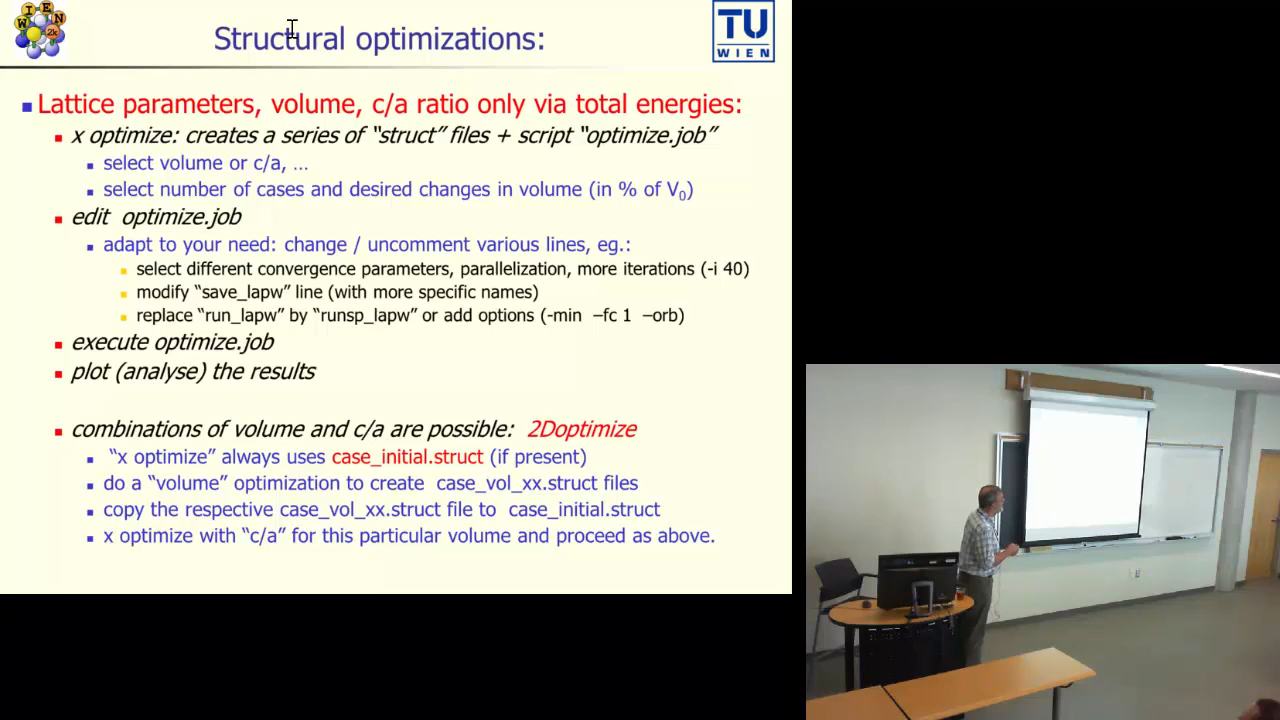 WIEN 2k
Structural optimizations:
TU
WIEN
Lattice parameters, volume, c/a ratio only via total energies:
x optimize: creates a series of “struct” files + script “optimize.job”
select volume or c/a, …
select number of cases and desired changes in volume (in % of V0)
edit optimize.job
adapt to your need: change / uncomment various lines, eg.:
select different convergence parameters, parallelization, more iterations (-i 40)
modify “save_lapw” line (with more specific names)
replace “run_lapw” by “runsp_lapw” or add options (-min –fc 1 –orb)
execute optimize.job
plot (analyse) the results
combinations of volume and c/a are possible: 2Doptimize
“x optimize” always uses case_initial.struct (if present)
do a “volume” optimization to create case_vol_xx.struct files
copy the respective case_vol_xx.struct file to case_initial.struct
x optimize with “c/a” for this particular volume and proceed as above.